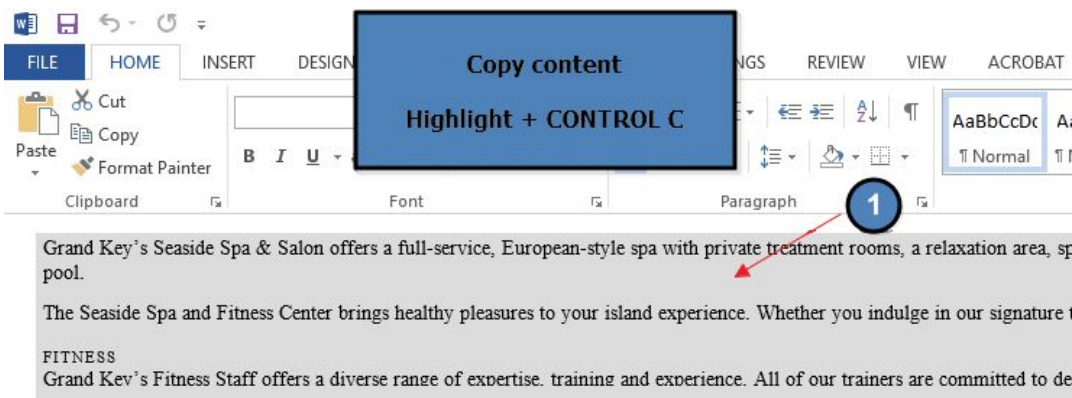 FILE HOME INSERT DESIGN NGS REVIEW VIEW ACROBAT
Copy content
Highlight + CONTROL C
Cut
Copy
Format Painter
Paste
B I U
AaBbCcDc Aa
¶ Normal ¶
Clipboard Font Paragraph
1
Grand Key's Seaside Spa & Salon offers a full-service, European-style spa with private treatment rooms, a relaxation area, sp
pool.
The Seaside Spa and Fitness Center brings healthy pleasures to your island experience. Whether you indulge in our signature t
FITNESS
Grand Key's Fitness Staff offers a diverse range of expertise, training and experience. All of our trainers are committed to de